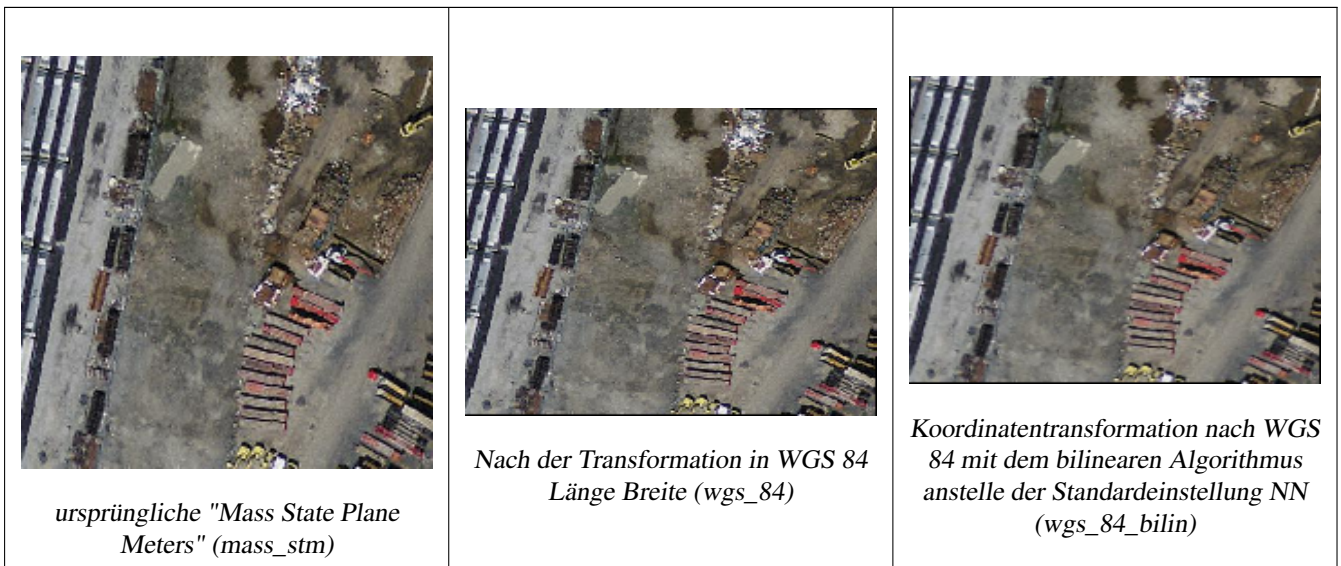 ursprüngliche "Mass State Plane
Meters" (mass_stm)
Nach der Transformation in WGS 84
Länge Breite (wgs_84)
Koordinatentransformation nach WGS
84 mit dem bilinearen Algorithmus
anstelle der Standardeinstellung NN
(wgs_84_bilin)